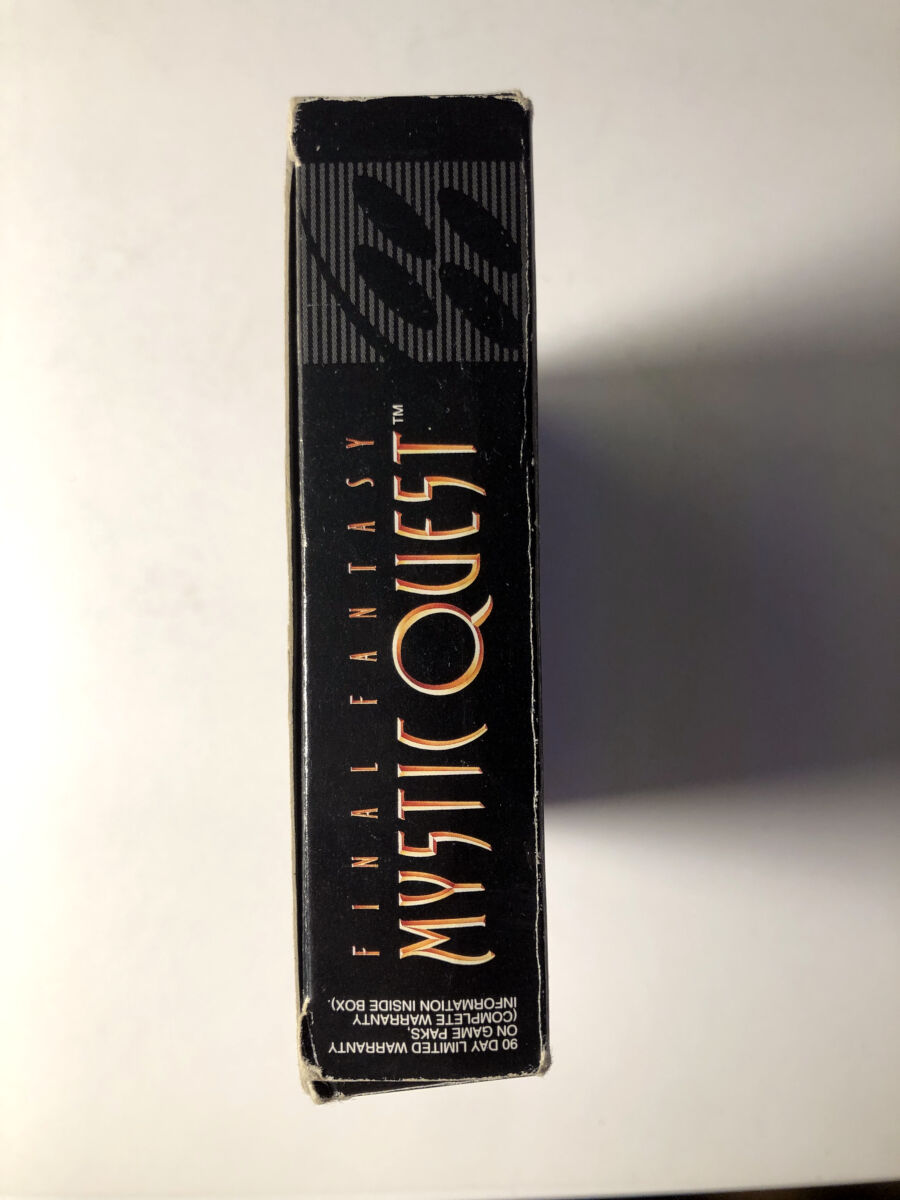 FINAL FANTASY
MYSTIC QUEST™
90 DAY LIMITED WARRANTY
ON GAME PAKS,
(COMPLETE WARRANTY
INFORMATION INSIDE BOX).